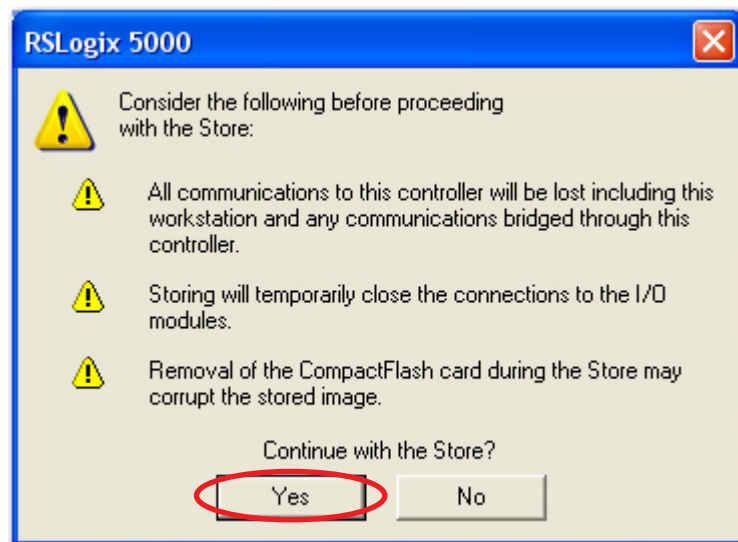 RSLogix 5000
Consider the following before proceeding
with the Store:
All communications to this controller will be lost including this
workstation and any communications bridged through this
controller.
Storing will temporarily close the connections to the I/O
modules.
Removal of the CompactFlash card during the Store may
corrupt the stored image.
Continue with the Store?
Yes
No